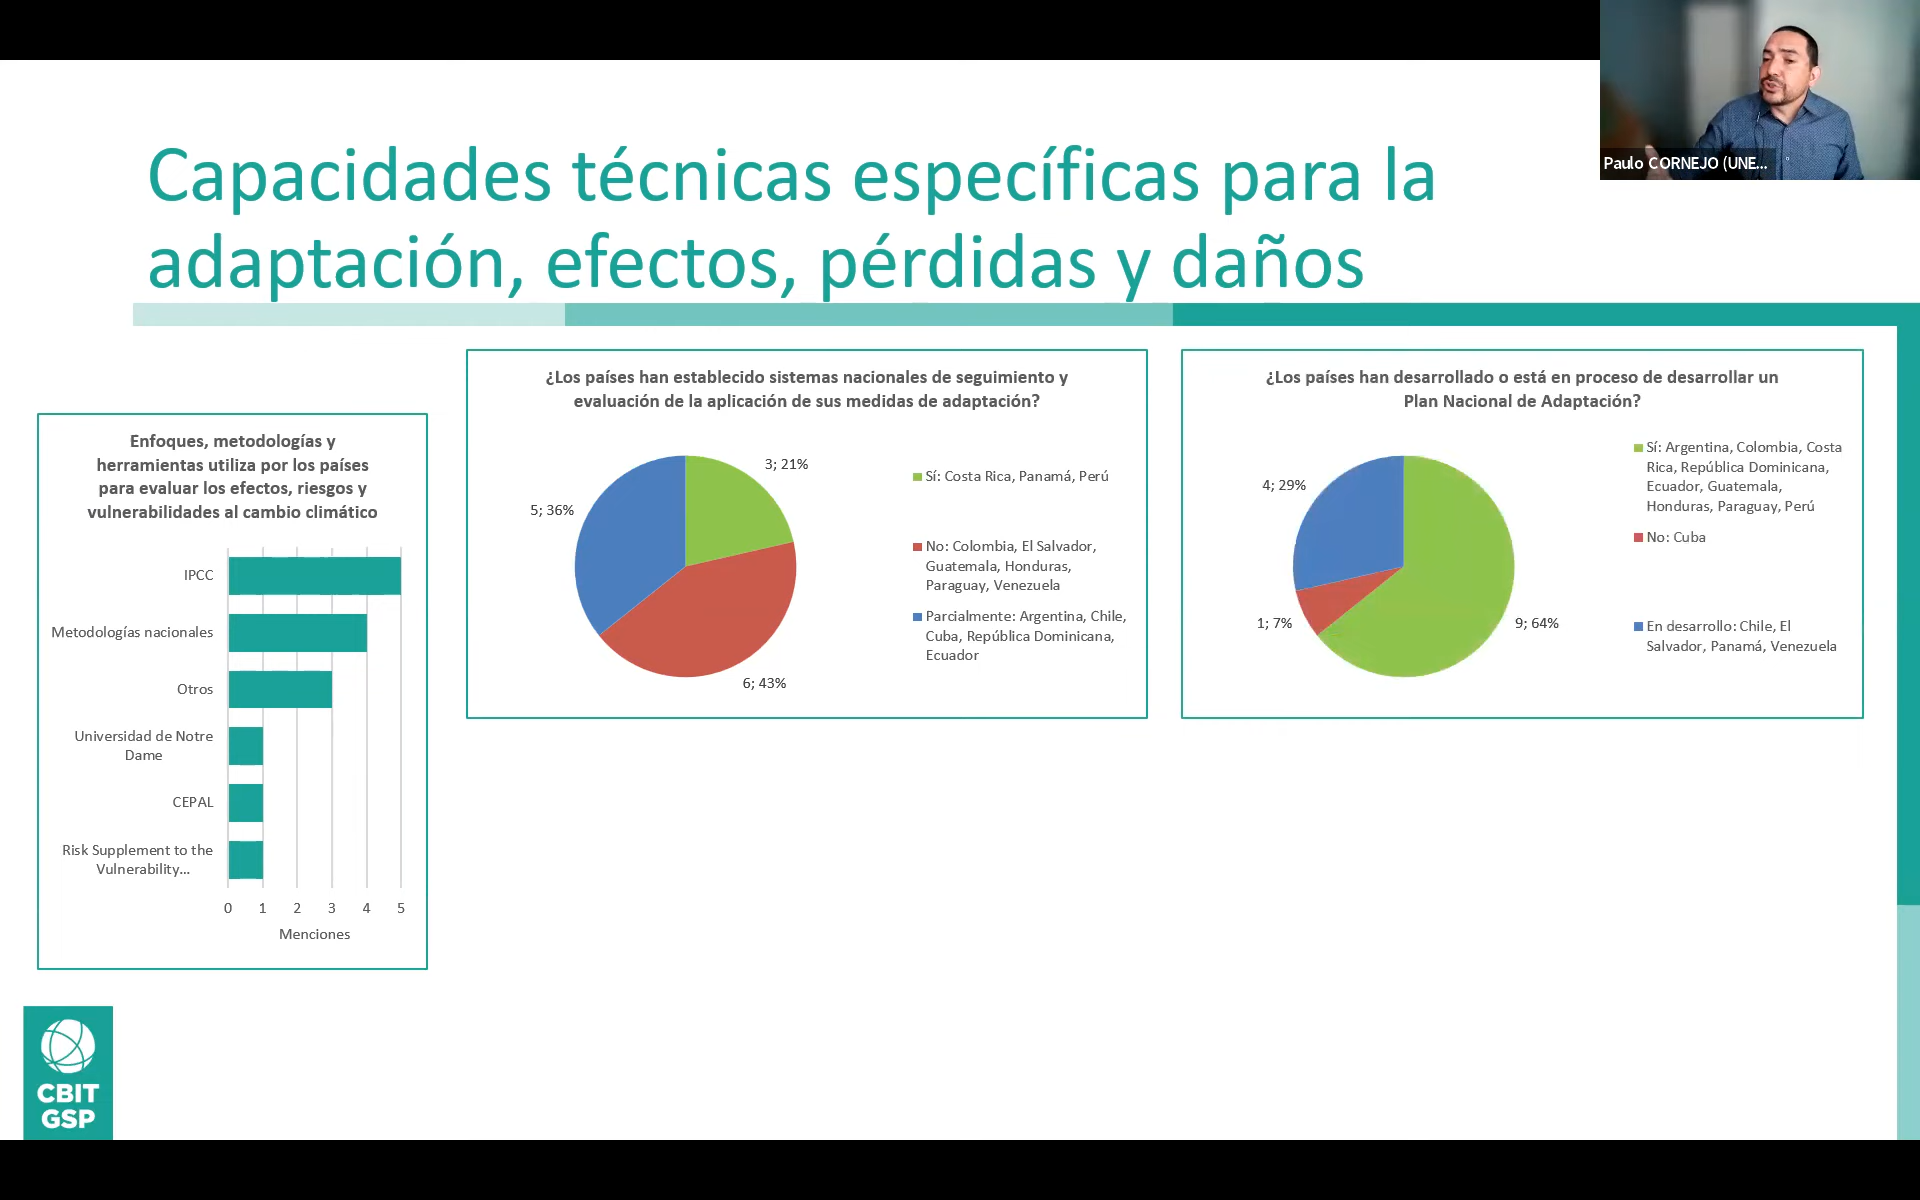 Paulo CORNEJO (UNE...
Capacidades técnicas específicas para la
adaptación, efectos, pérdidas y daños
Enfoques, metodologías y
herramientas utiliza por los países
para evaluar los efectos, riesgos y
vulnerabilidades al cambio climático
IPCC
Metodologías nacionales
Otros
Universidad de Notre
Dame
CEPAL
Risk Supplement to the
Vulnerability...
0 1 2 3 4 5
Menciones
¿Los países han establecido sistemas nacionales de seguimiento y
evaluación de la aplicación de sus medidas de adaptación?
3; 21%
5; 36%
6; 43%
Sí: Costa Rica, Panamá, Perú
No: Colombia, El Salvador,
Guatemala, Honduras,
Paraguay, Venezuela
Parcialmente: Argentina, Chile,
Cuba, República Dominicana,
Ecuador
¿Los países han desarrollado o está en proceso de desarrollar un
Plan Nacional de Adaptación?
4; 29%
1; 7%
9; 64%
Sí: Argentina, Colombia, Costa
Rica, República Dominicana,
Ecuador, Guatemala,
Honduras, Paraguay, Perú
No: Cuba
En desarrollo: Chile, El
Salvador, Panamá, Venezuela
CBIT
GSP